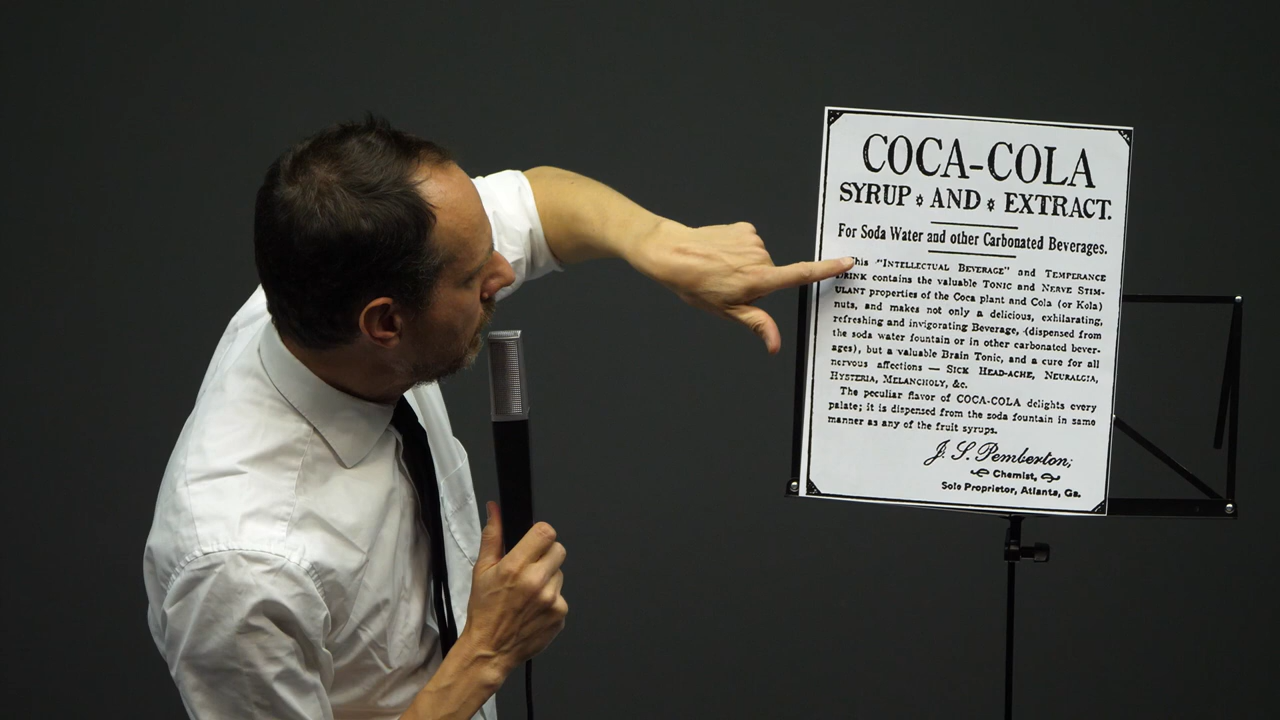 COCA-COLA
SYRUP * AND * EXTRACT.
For Soda Water and other Carbonated Beverages.
This "INTELLECTUAL BEVERAGE" and TEMPERANCE
DRINK contains the valuable TONIC and NERVE STIM-
ULANT properties of the Coca plant and Cola (or Kola)
nuts, and makes not only a delicious, exhilarating,
refreshing and invigorating Beverage, (dispensed from
the soda water fountain or in other carbonated bever-
ages), but a valuable Brain Tonic, and a cure for all
nervous affections — SICK HEAD-ACHE, NEURALGIA,
HYSTERIA, MELANCHOLY, &c.
The peculiar flavor of COCA-COLA delights every
palate; it is dispensed from the soda fountain in same
manner as any of the fruit syrups.
J. S. Pemberton;
Chemist,
Sole Proprietor, Atlanta, Ga.